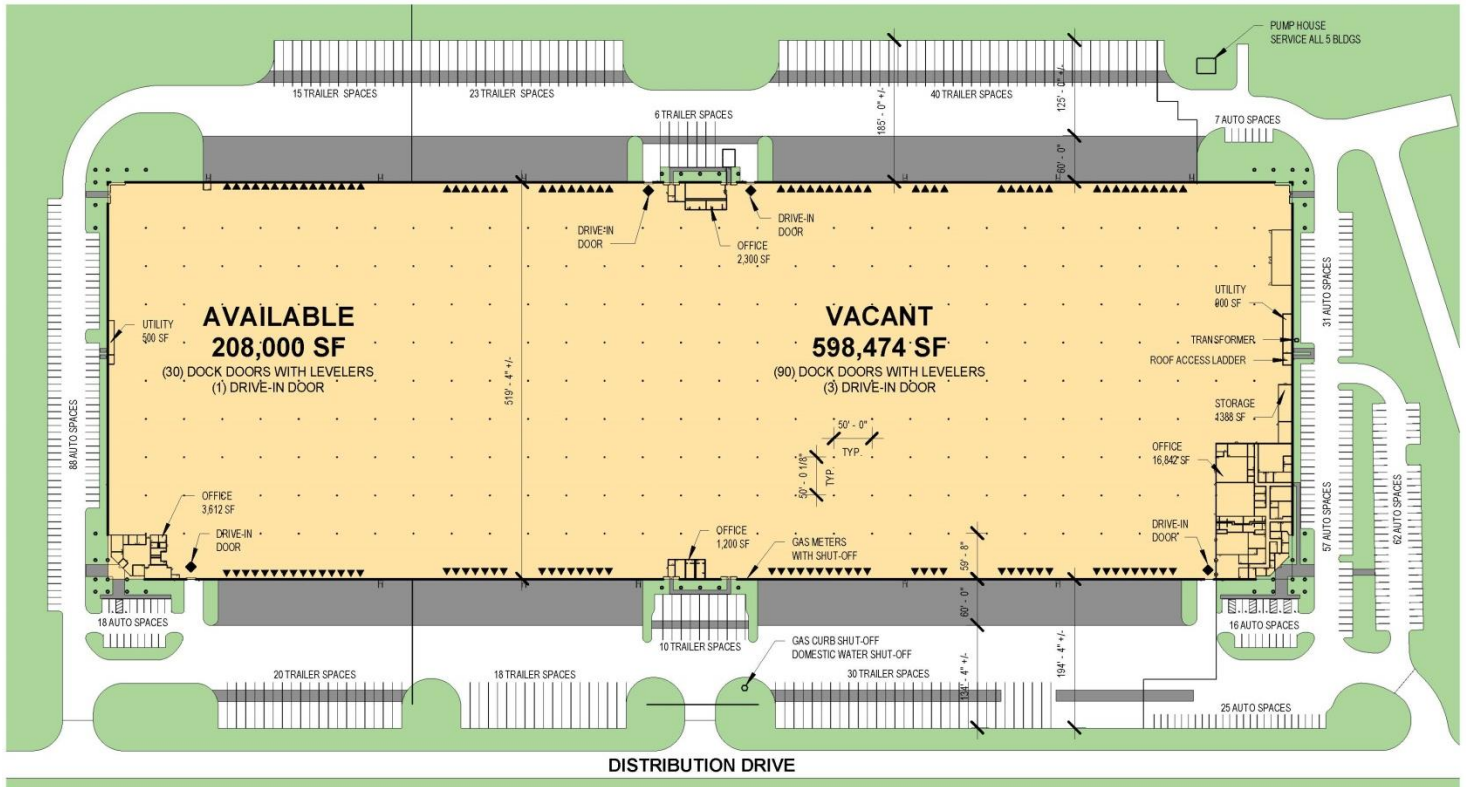 PUMP HOUSE
SERVICE ALL 5 BLDGS
15 TRAILER SPACES
23 TRAILER SPACES
40 TRAILER SPACES
185' - 0" +/-
125' - 0" +/-
6 TRAILER SPACES
7 AUTO SPACES
60' - 0"
DRIVE-IN
DOOR
DRIVE-IN
DOOR
OFFICE
2,300 SF
UTILITY
500 SF
AVAILABLE
208,000 SF
(30) DOCK DOORS WITH LEVELERS
(1) DRIVE-IN DOOR
519' - 4" +/-
VACANT
598,474 SF
(90) DOCK DOORS WITH LEVELERS
(3) DRIVE-IN DOOR
UTILITY
TRANSFORMER
ROOF ACCESS LADDER
31 AUTO SPACES
88 AUTO SPACES
STORAGE
1388 SF
50' - 0"
TYP.
50' - 0 1/8"
TYP.
OFFICE
16,842 SF
OFFICE
3,612 SF
DRIVE-IN
DOOR
OFFICE
1,200 SF
GAS METERS
WITH SHUT-OFF
59' - 8"
DRIVE-IN
DOOR
57 AUTO SPACES
62 AUTO SPACES
60' - 0"
18 AUTO SPACES
16 AUTO SPACES
10 TRAILER SPACES
GAS CURB SHUT-OFF
DOMESTIC WATER SHUT-OFF
20 TRAILER SPACES
18 TRAILER SPACES
30 TRAILER SPACES
134' - 4" +/-
194' - 4" +/-
25 AUTO SPACES
DISTRIBUTION DRIVE